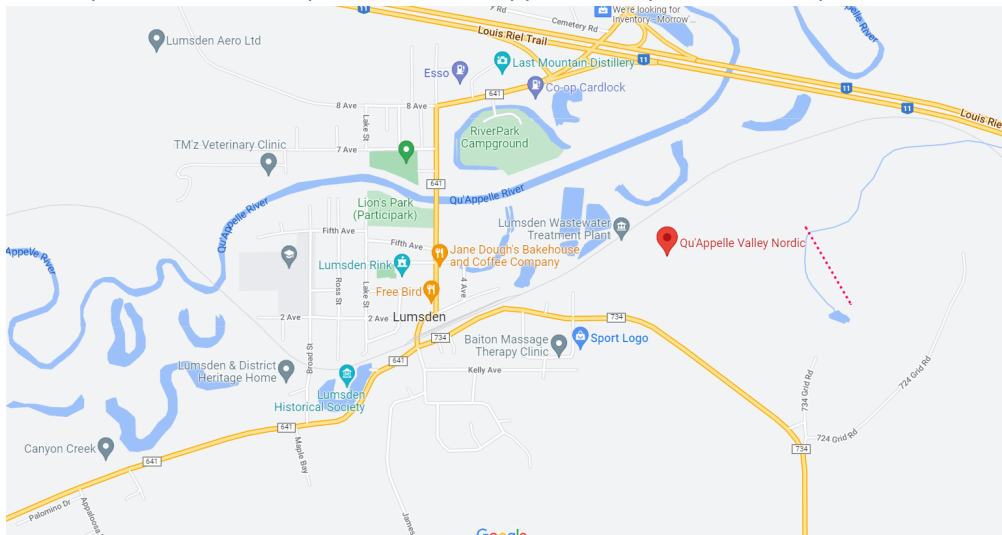 We're looking for
Inventory - Morrow'...
Cemetery Rd
Louis Riel Trail
Lumsden Aero Ltd
Last Mountain Distillery
11
Esso
Co-op Cardlock
641
8 Ave
8 Ave
11
11
11
Louis Rie
Lake St
RiverPark
Campground
TM'z Veterinary Clinic
7 Ave
641
Qu'Appelle River
Lion's Park
(Participark)
Qu'Appelle River
Lumsden Wastewater
Treatment Plant
Qu'Appelle Valley Nordic
Fifth Ave
Fifth Ave
Jane Dough's Bakehouse
and Coffee Company
Lumsden Rink
Free Bird
4 Ave
Ross St
Lake St
2 Ave
2 Ave
Lumsden
734
734
Baiton Massage
Therapy Clinic
Sport Logo
Broad St
641
Kelly Ave
Lumsden & District
Heritage Home
Lumsden
Historical Society
724 Grid Rd
734 Grid Rd
724 Grid Rd
734
641
Canyon Creek
641
Maple Bay
Palomino Dr
Appaloosa
James
Google